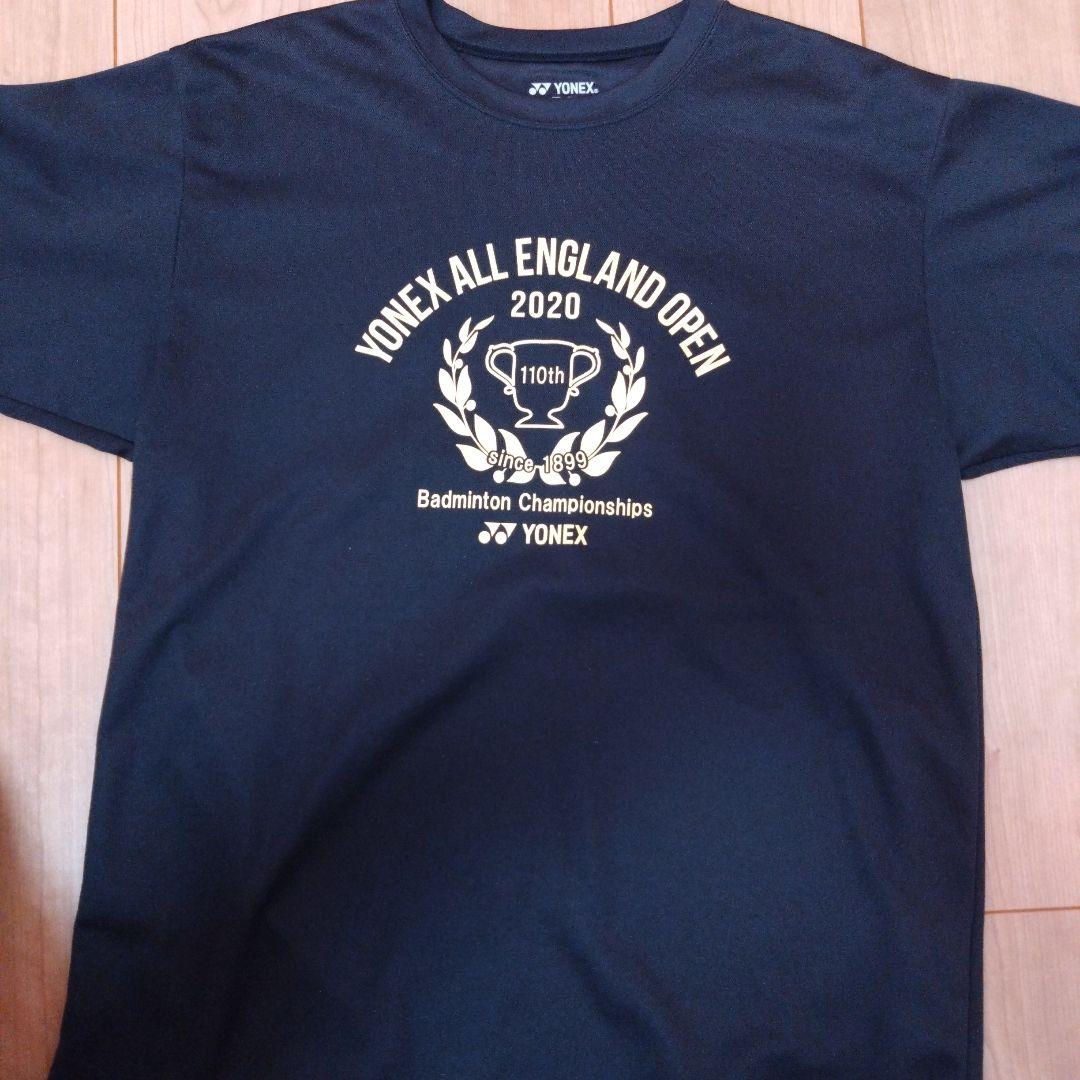 YONEX
YONEX ALL ENGLAND OPEN
2020
110th
since 1899
Badminton Championships
YONEX